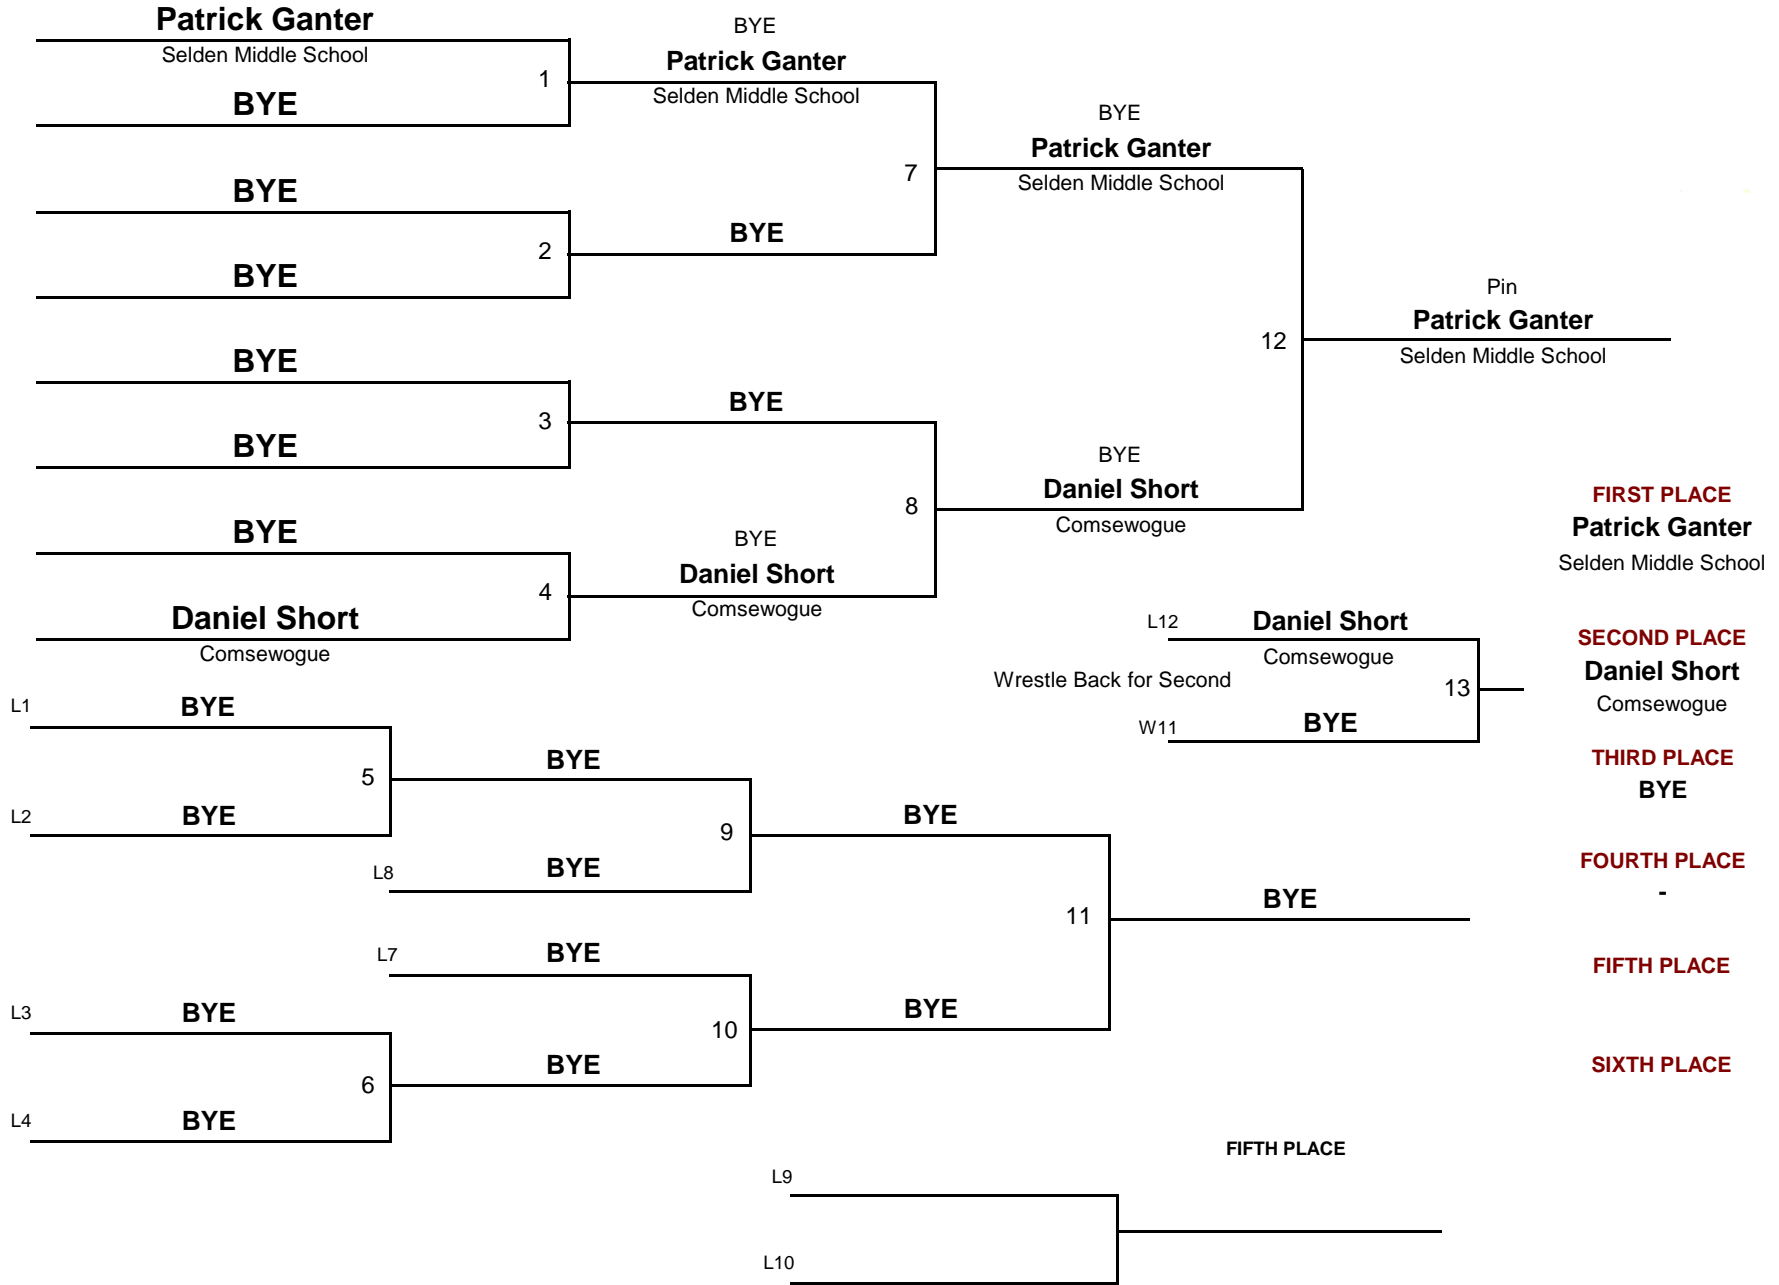 Patrick Ganter
Selden Middle School
1
BYE
BYE
2
BYE
BYE
3
BYE
BYE
4
Daniel Short
Comsewogue
BYE
Patrick Ganter
Selden Middle School
7
BYE
BYE
8
BYE
Daniel Short
Comsewogue
BYE
Patrick Ganter
Selden Middle School
12
BYE
Daniel Short
Comsewogue
Pin
Patrick Ganter
Selden Middle School
L12
Daniel Short
Comsewogue
Wrestle Back for Second
13
W11
BYE
FIRST PLACE
Patrick Ganter
Selden Middle School
SECOND PLACE
Daniel Short
Comsewogue
THIRD PLACE
BYE
FOURTH PLACE
-
FIFTH PLACE
SIXTH PLACE
L1
BYE
5
L2
BYE
L3
BYE
6
L4
BYE
BYE
9
L8
BYE
L7
BYE
10
BYE
BYE
11
BYE
BYE
FIFTH PLACE
L9
L10